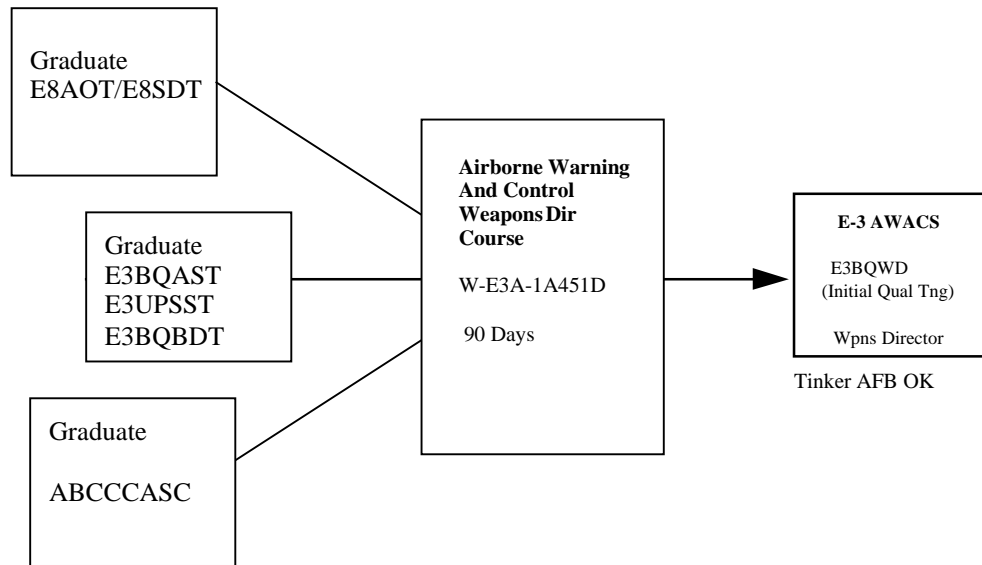 Graduate
E8AOT/E8SDT
Graduate
E3BQAST
E3UPSST
E3BQBDT
Graduate
ABCCCASC
Airborne Warning
And Control
Weapons Dir
Course
W-E3A-1A451D
90 Days
E-3 AWACS
E3BQWD
(Initial Qual Tng)
Wpns Director
Tinker AFB OK